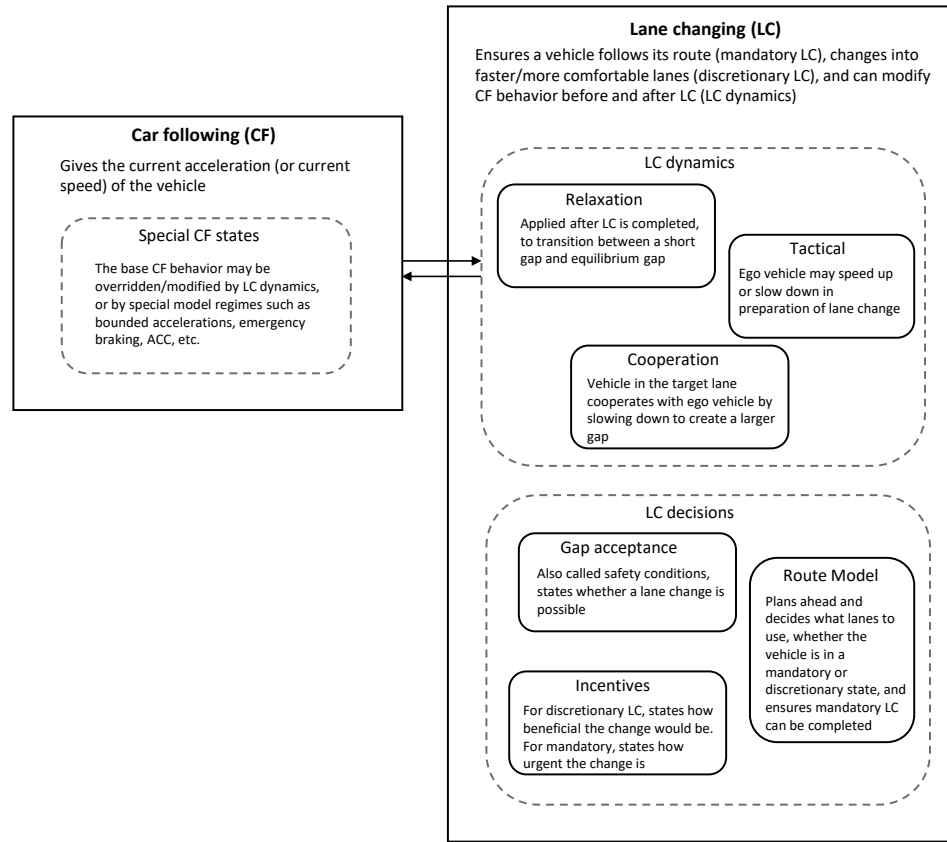 Car following (CF)
Gives the current acceleration (or current
speed) of the vehicle
Special CF states
The base CF behavior may be
overridden/modified by LC dynamics,
or by special model regimes such as
bounded accelerations, emergency
braking, ACC, etc.
Lane changing (LC)
Ensures a vehicle follows its route (mandatory LC), changes into
faster/more comfortable lanes (discretionary LC), and can modify
CF behavior before and after LC (LC dynamics)
LC dynamics
Relaxation
Applied after LC is completed,
to transition between a short
gap and equilibrium gap
Tactical
Ego vehicle may speed up
or slow down in
preparation of lane change
Cooperation
Vehicle in the target lane
cooperates with ego vehicle by
slowing down to create a larger
gap
LC decisions
Gap acceptance
Also called safety conditions,
states whether a lane change is
possible
Route Model
Plans ahead and
decides what lanes to
use, whether the
vehicle is in a
mandatory or
discretionary state, and
ensures mandatory LC
can be completed
Incentives
For discretionary LC, states how
beneficial the change would be.
For mandatory, states how
urgent the change is